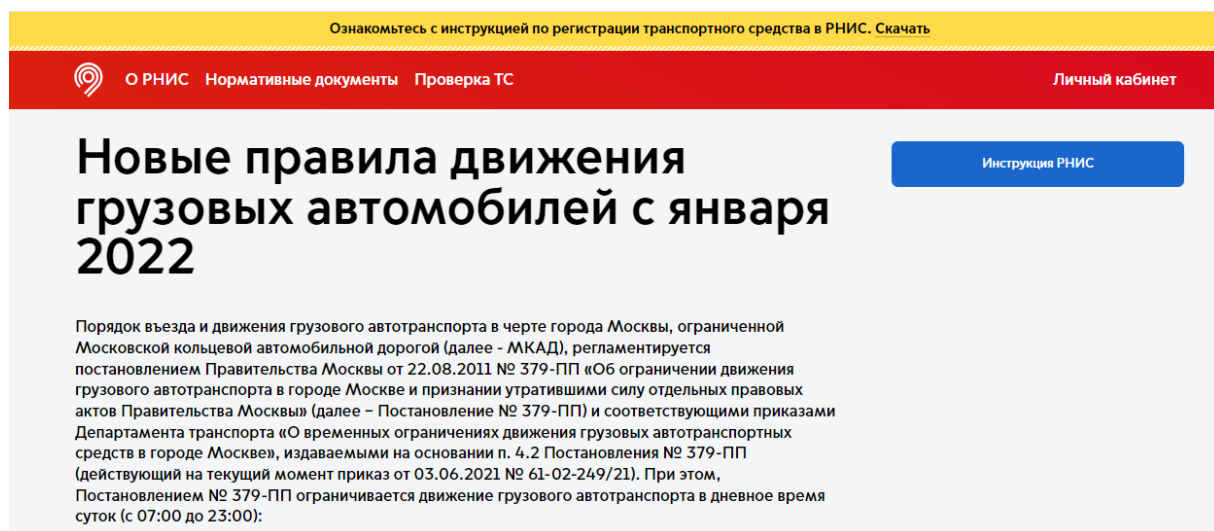 Ознакомьтесь с инструкцией по регистрации транспортного средства в РНИС. Скачать
О РНИС Нормативные документы Проверка ТС Личный кабинет
Новые правила движения
грузовых автомобилей с января
2022
Инструкция РНИС
Порядок въезда и движения грузового автотранспорта в черте города Москвы, ограниченной
Московской кольцевой автомобильной дорогой (далее - МКАД), регламентируется
постановлением Правительства Москвы от 22.08.2011 № 379-ПП «Об ограничении движения
грузового автотранспорта в городе Москве и признании утратившими силу отдельных правовых
актов Правительства Москвы» (далее – Постановление № 379-ПП) и соответствующими приказами
Департамента транспорта «О временных ограничениях движения грузовых автотранспортных
средств в городе Москве», издаваемыми на основании п. 4.2 Постановления № 379-ПП
(действующий на текущий момент приказ от 03.06.2021 № 61-02-249/21). При этом,
Постановлением № 379-ПП ограничивается движение грузового автотранспорта в дневное время
суток (с 07:00 до 23:00):